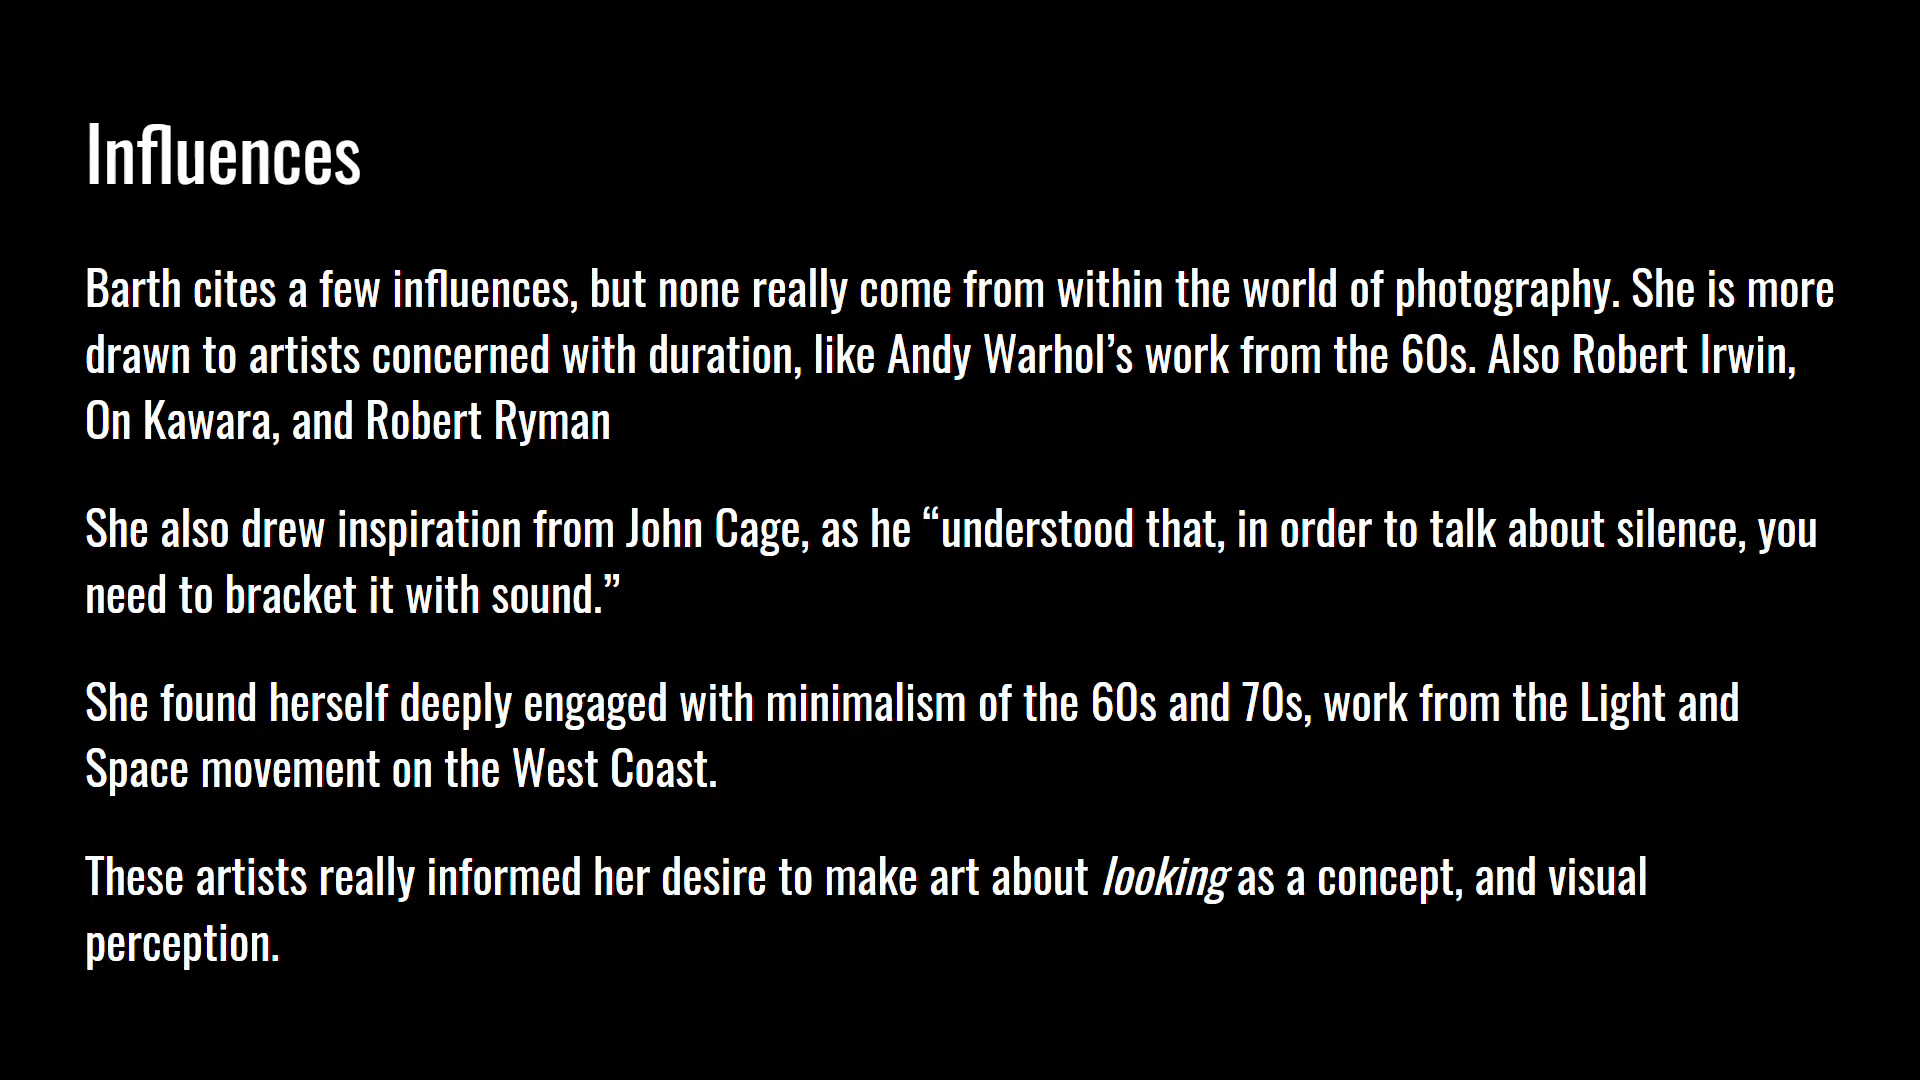 Influences
Barth cites a few influences, but none really come from within the world of photography. She is more
drawn to artists concerned with duration, like Andy Warhol’s work from the 60s. Also Robert Irwin,
On Kawara, and Robert Ryman
She also drew inspiration from John Cage, as he “understood that, in order to talk about silence, you
need to bracket it with sound.”
She found herself deeply engaged with minimalism of the 60s and 70s, work from the Light and
Space movement on the West Coast.
These artists really informed her desire to make art about looking as a concept, and visual
perception.